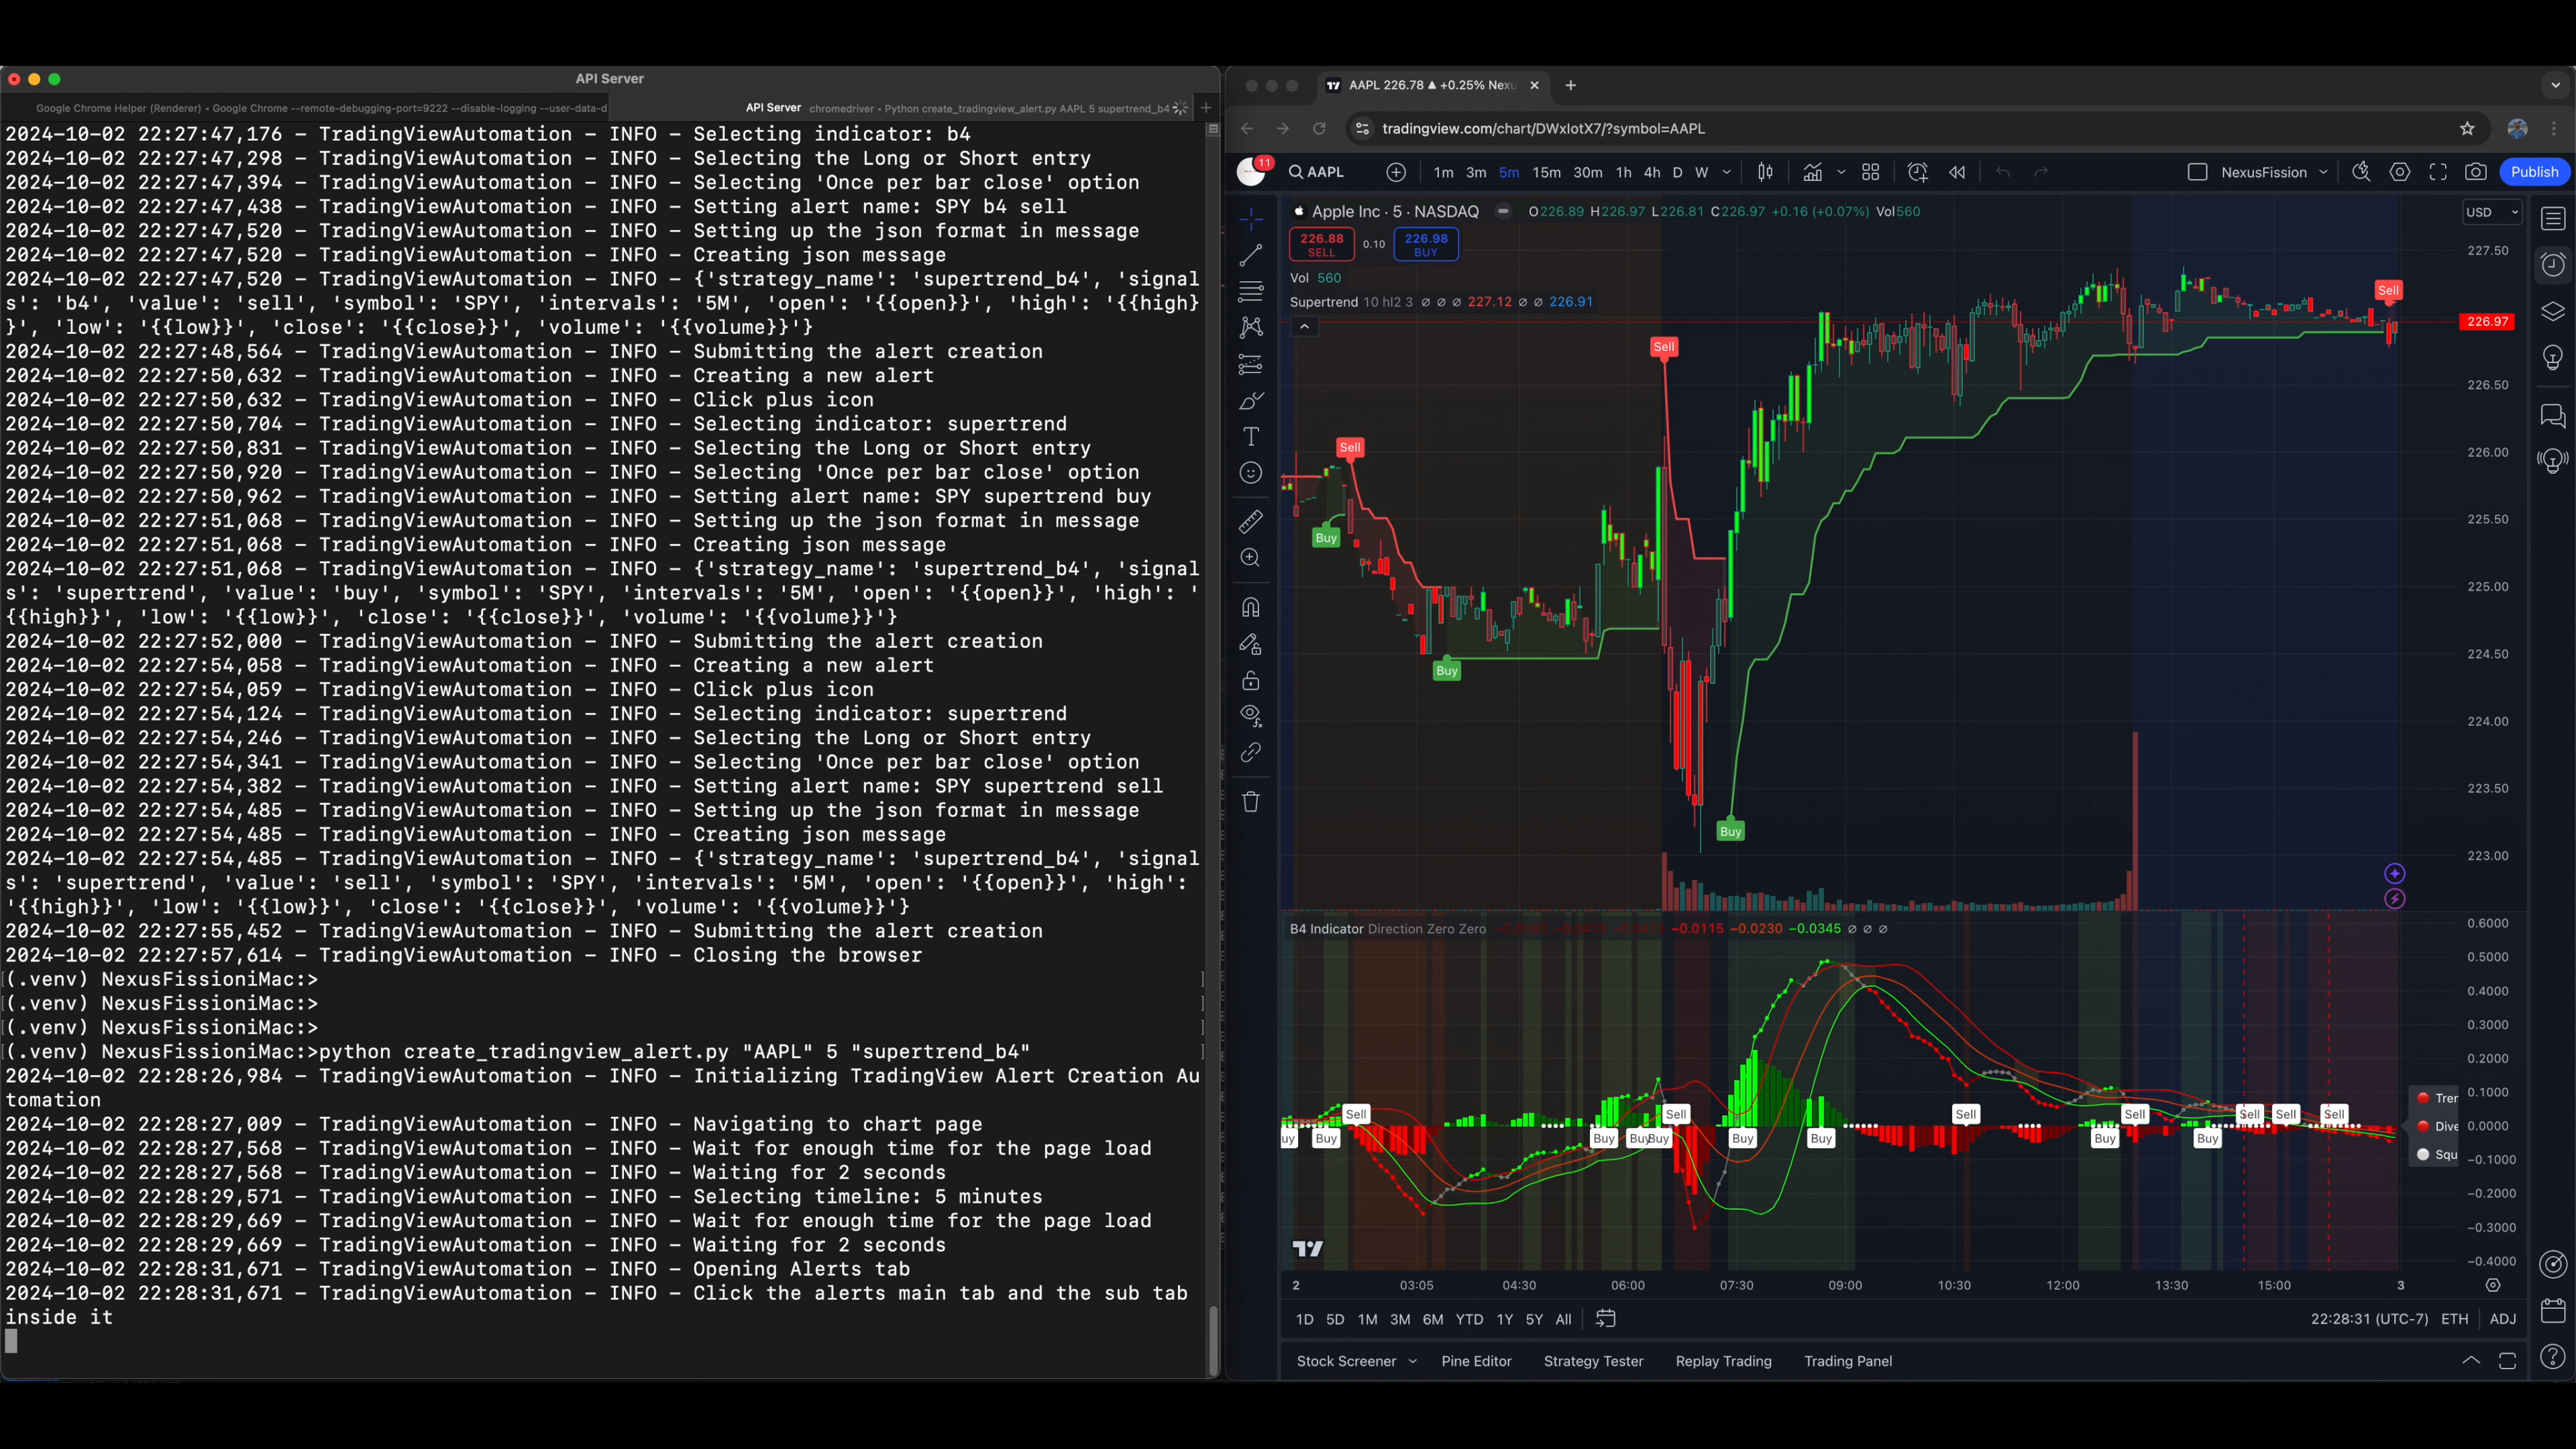 API Server
Google Chrome Helper (Renderer) • Google Chrome --remote-debugging-port=9222 --disable-logging --user-data-d
API Server chromedriver • Python create_tradingview_alert.py AAPL 5 supertrend_b4
2024-10-02 22:27:47,176 - TradingViewAutomation - INFO - Selecting indicator: b4
2024-10-02 22:27:47,298 - TradingViewAutomation - INFO - Selecting the Long or Short entry
2024-10-02 22:27:47,394 - TradingViewAutomation - INFO - Selecting 'Once per bar close' option
2024-10-02 22:27:47,438 - TradingViewAutomation - INFO - Setting alert name: SPY b4 sell
2024-10-02 22:27:47,520 - TradingViewAutomation - INFO - Setting up the json format in message
2024-10-02 22:27:47,520 - TradingViewAutomation - INFO - Creating json message
2024-10-02 22:27:47,520 - TradingViewAutomation - INFO - {'strategy_name': 'supertrend_b4', 'signal
s': 'b4', 'value': 'sell', 'symbol': 'SPY', 'intervals': '5M', 'open': '{{open}}', 'high': '{{high}
}', 'low': '{{low}}', 'close': '{{close}}', 'volume': '{{volume}}'}
2024-10-02 22:27:48,564 - TradingViewAutomation - INFO - Submitting the alert creation
2024-10-02 22:27:50,632 - TradingViewAutomation - INFO - Creating a new alert
2024-10-02 22:27:50,632 - TradingViewAutomation - INFO - Click plus icon
2024-10-02 22:27:50,704 - TradingViewAutomation - INFO - Selecting indicator: supertrend
2024-10-02 22:27:50,831 - TradingViewAutomation - INFO - Selecting the Long or Short entry
2024-10-02 22:27:50,920 - TradingViewAutomation - INFO - Selecting 'Once per bar close' option
2024-10-02 22:27:50,962 - TradingViewAutomation - INFO - Setting alert name: SPY supertrend buy
2024-10-02 22:27:51,068 - TradingViewAutomation - INFO - Setting up the json format in message
2024-10-02 22:27:51,068 - TradingViewAutomation - INFO - Creating json message
2024-10-02 22:27:51,068 - TradingViewAutomation - INFO - {'strategy_name': 'supertrend_b4', 'signal
s': 'supertrend', 'value': 'buy', 'symbol': 'SPY', 'intervals': '5M', 'open': '{{open}}', 'high': '
{{high}}', 'low': '{{low}}', 'close': '{{close}}', 'volume': '{{volume}}'}
2024-10-02 22:27:52,000 - TradingViewAutomation - INFO - Submitting the alert creation
2024-10-02 22:27:54,058 - TradingViewAutomation - INFO - Creating a new alert
2024-10-02 22:27:54,059 - TradingViewAutomation - INFO - Click plus icon
2024-10-02 22:27:54,124 - TradingViewAutomation - INFO - Selecting indicator: supertrend
2024-10-02 22:27:54,246 - TradingViewAutomation - INFO - Selecting the Long or Short entry
2024-10-02 22:27:54,341 - TradingViewAutomation - INFO - Selecting 'Once per bar close' option
2024-10-02 22:27:54,382 - TradingViewAutomation - INFO - Setting alert name: SPY supertrend sell
2024-10-02 22:27:54,485 - TradingViewAutomation - INFO - Setting up the json format in message
2024-10-02 22:27:54,485 - TradingViewAutomation - INFO - Creating json message
2024-10-02 22:27:54,485 - TradingViewAutomation - INFO - {'strategy_name': 'supertrend_b4', 'signal
s': 'supertrend', 'value': 'sell', 'symbol': 'SPY', 'intervals': '5M', 'open': '{{open}}', 'high':
'{{high}}', 'low': '{{low}}', 'close': '{{close}}', 'volume': '{{volume}}'}
2024-10-02 22:27:55,452 - TradingViewAutomation - INFO - Submitting the alert creation
2024-10-02 22:27:57,614 - TradingViewAutomation - INFO - Closing the browser
(.venv) NexusFissioniMac:>
(.venv) NexusFissioniMac:>
(.venv) NexusFissioniMac:>
(.venv) NexusFissioniMac:>python create_tradingview_alert.py "AAPL" 5 "supertrend_b4"
2024-10-02 22:28:26,984 - TradingViewAutomation - INFO - Initializing TradingView Alert Creation Au
tomation
2024-10-02 22:28:27,009 - TradingViewAutomation - INFO - Navigating to chart page
2024-10-02 22:28:27,568 - TradingViewAutomation - INFO - Wait for enough time for the page load
2024-10-02 22:28:27,568 - TradingViewAutomation - INFO - Waiting for 2 seconds
2024-10-02 22:28:29,571 - TradingViewAutomation - INFO - Selecting timeline: 5 minutes
2024-10-02 22:28:29,669 - TradingViewAutomation - INFO - Wait for enough time for the page load
2024-10-02 22:28:29,669 - TradingViewAutomation - INFO - Waiting for 2 seconds
2024-10-02 22:28:31,671 - TradingViewAutomation - INFO - Opening Alerts tab
2024-10-02 22:28:31,671 - TradingViewAutomation - INFO - Click the alerts main tab and the sub tab
inside it
AAPL 226.78 ▲ +0.25% Nexu
tradingview.com/chart/DWxIotX7/?symbol=AAPL
11 AAPL 1m 3m 5m 15m 30m 1h 4h D W NexusFission Publish
Apple Inc · 5 · NASDAQ O226.89 H226.97 L226.81 C226.97 +0.16 (+0.07%) Vol560
USD
226.88 SELL 0.10 226.98 BUY
Vol 560
Supertrend 10 hl2 3 ∅ ∅ ∅ 227.12 ∅ ∅ 226.91
227.50
226.97
226.50
226.00
225.50
225.00
224.50
224.00
223.50
223.00
Sell
Sell
Sell
Buy
Buy
Buy
B4 Indicator Direction Zero Zero -0.0115 -0.0230 -0.0345 ∅ ∅ ∅
0.6000
0.5000
0.4000
0.3000
0.2000
0.1000
0.0000
-0.1000
-0.2000
-0.3000
-0.4000
Sell Sell Sell Sell Sell Sell Sell
uy Buy Buy Buy Buy Buy Buy Buy Buy
Trer
Dive
Squ
2 03:05 04:30 06:00 07:30 09:00 10:30 12:00 13:30 15:00 3
1D 5D 1M 3M 6M YTD 1Y 5Y All 22:28:31 (UTC-7) ETH ADJ
Stock Screener Pine Editor Strategy Tester Replay Trading Trading Panel